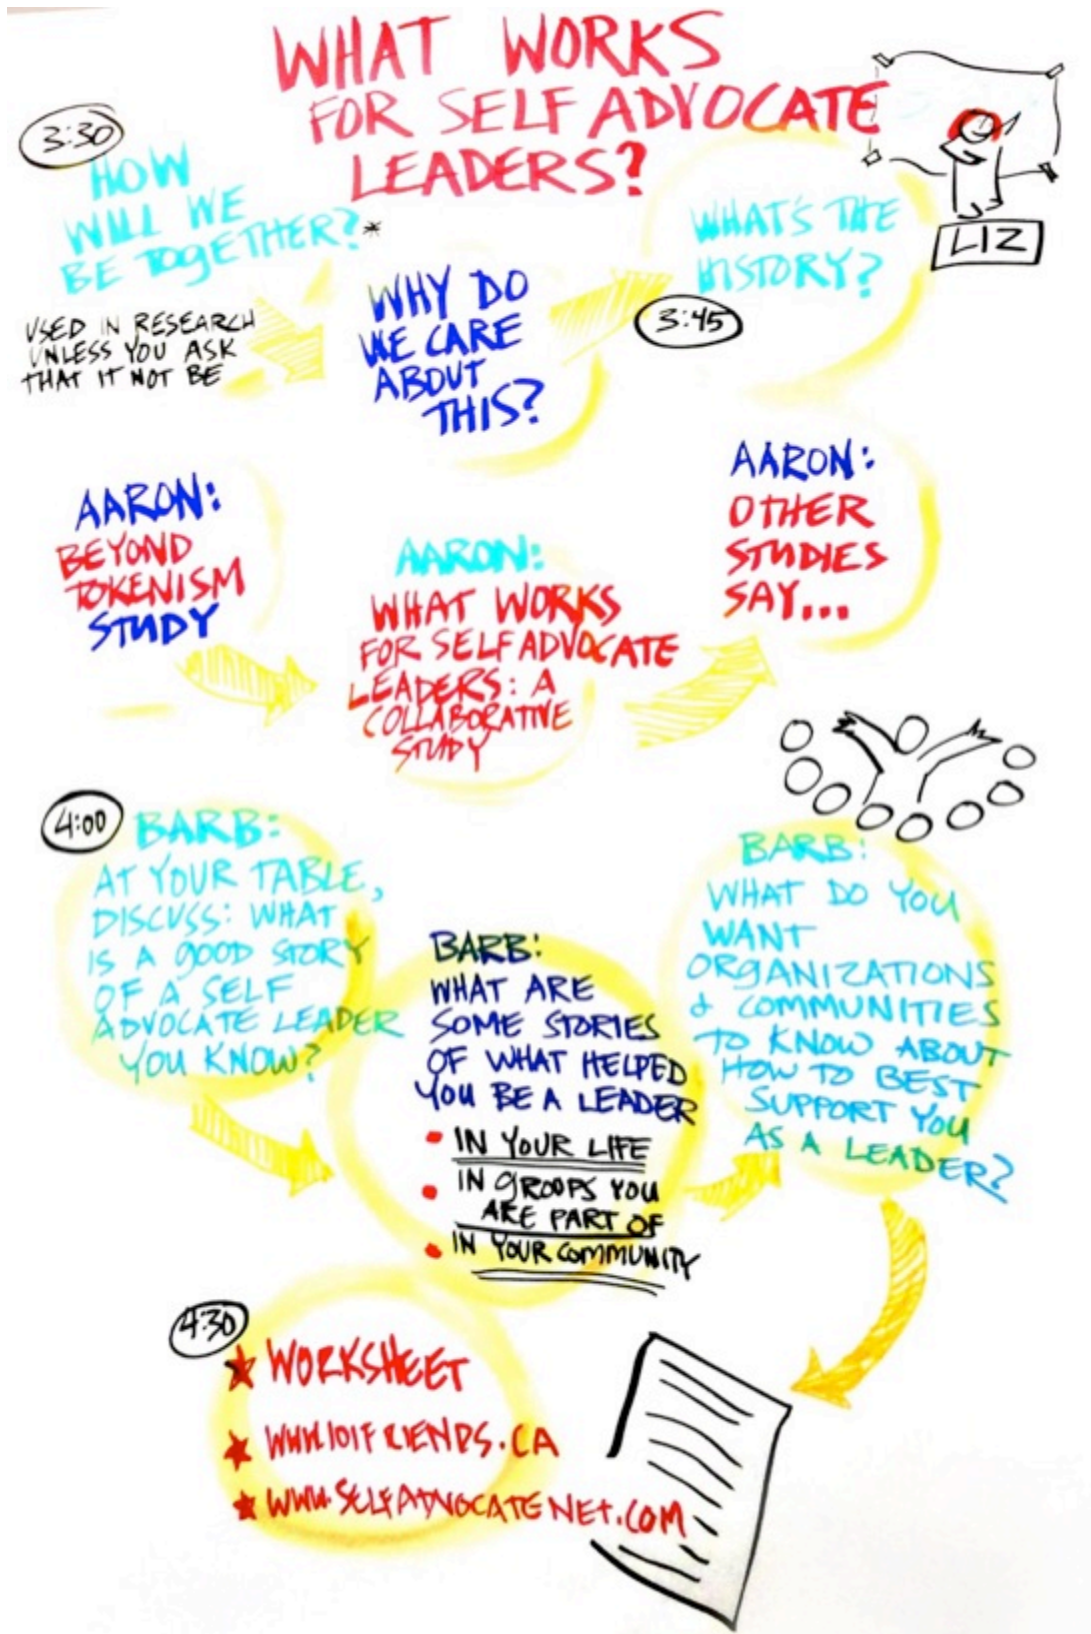 WHAT WORKS
FOR SELF ADVOCATE
LEADERS?
3:30
HOW
WILL WE
BE TOGETHER?*
USED IN RESEARCH
UNLESS YOU ASK
THAT IT NOT BE
WHY DO
WE CARE
ABOUT
THIS?
WHAT'S THE
HISTORY?
3:45
LIZ
AARON:
BEYOND
TOKENISM
STUDY
AARON:
WHAT WORKS
FOR SELF ADVOCATE
LEADERS: A
COLLABORATIVE
STUDY
AARON:
OTHER
STUDIES
SAY...
4:00
BARB:
AT YOUR TABLE,
DISCUSS: WHAT
IS A GOOD STORY
OF A SELF
ADVOCATE LEADER
YOU KNOW?
BARB:
WHAT ARE
SOME STORIES
OF WHAT HELPED
YOU BE A LEADER
• IN YOUR LIFE
• IN GROOPS YOU
ARE PART OF
• IN YOUR COMMUNITY
BARB:
WHAT DO YOU
WANT
ORGANIZATIONS
& COMMUNITIES
TO KNOW ABOUT
HOW TO BEST
SUPPORT YOU
AS A LEADER?
4:30
★ WORKSHEET
★ WWW.101FRIENDS.CA
★ WWW.SELFADVOCATENET.COM